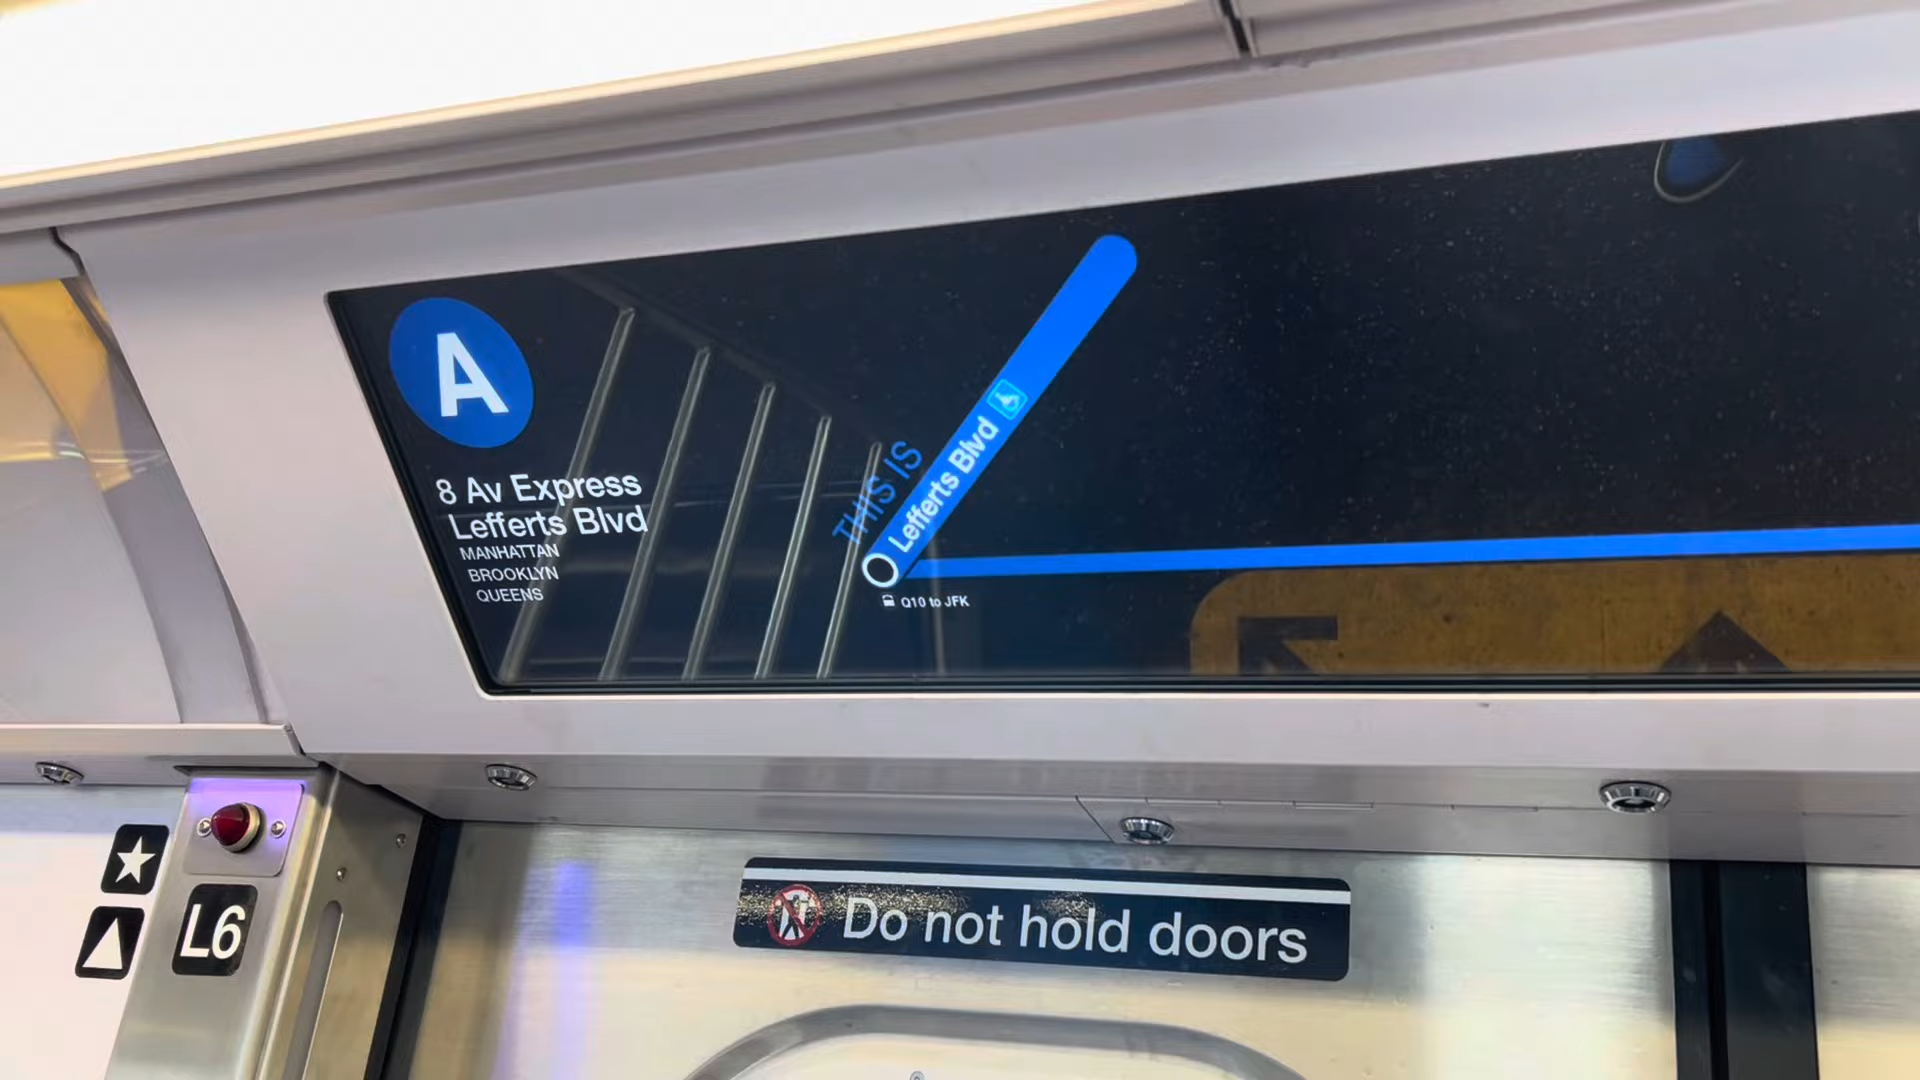 A
8 Av Express
Lefferts Blvd
MANHATTAN
BROOKLYN
QUEENS
THIS IS
Lefferts Blvd
Q10 to JFK
L6
Do not hold doors